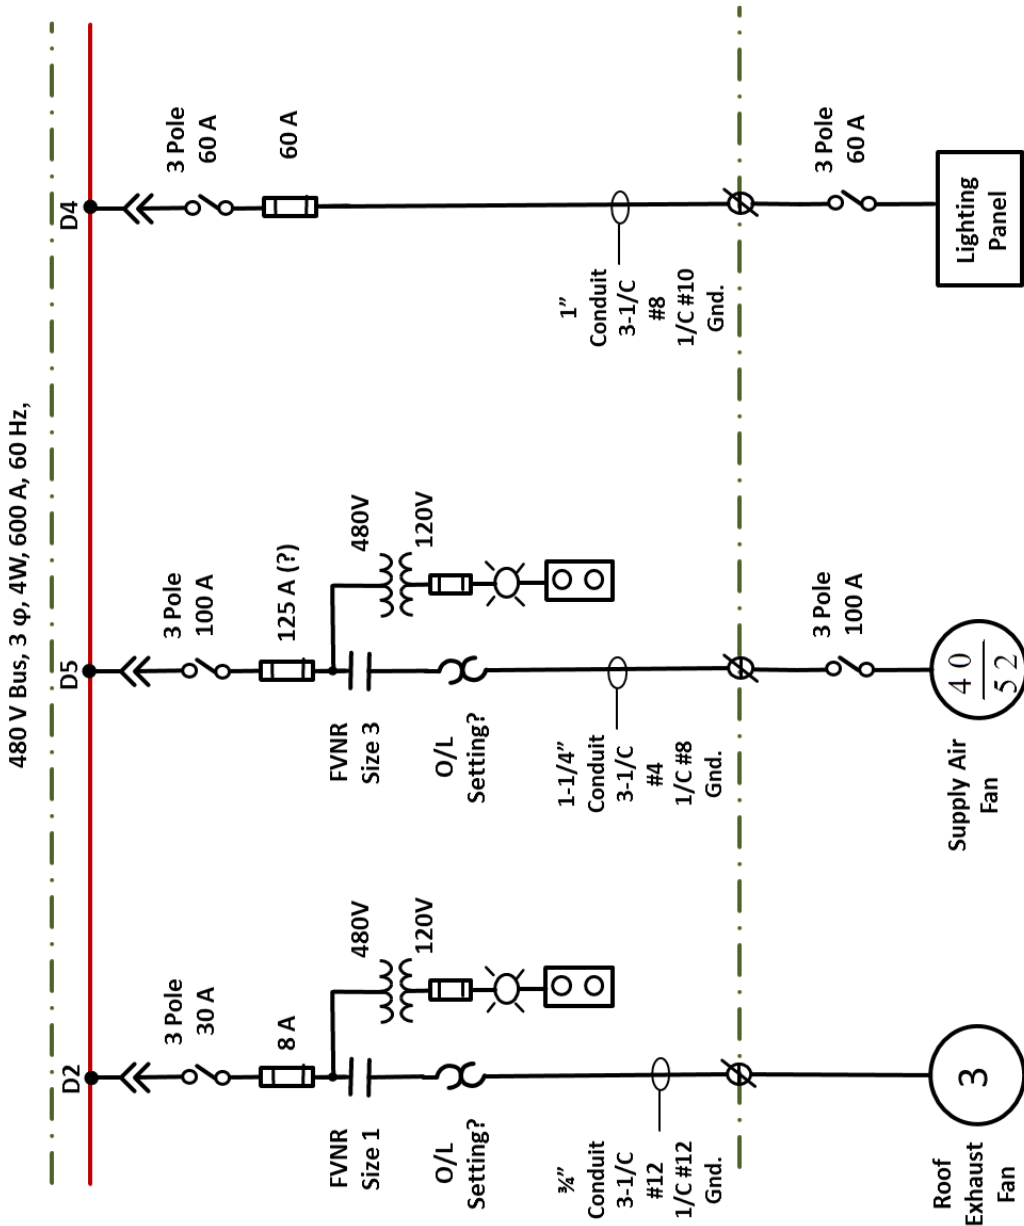 480 V Bus, 3 φ, 4W, 600 A, 60 Hz,
D2
3 Pole
30 A
8 A
480V
120V
FVNR
Size 1
O/L
Setting?
¾”
Conduit
3-1/C
#12
1/C #12
Gnd.
3
Roof
Exhaust
Fan
D5
3 Pole
100 A
125 A (?)
480V
120V
FVNR
Size 3
O/L
Setting?
1-1/4”
Conduit
3-1/C
#4
1/C #8
Gnd.
3 Pole
100 A
40
52
Supply Air
Fan
D4
3 Pole
60 A
60 A
1”
Conduit
3-1/C
#8
1/C #10
Gnd.
3 Pole
60 A
Lighting
Panel